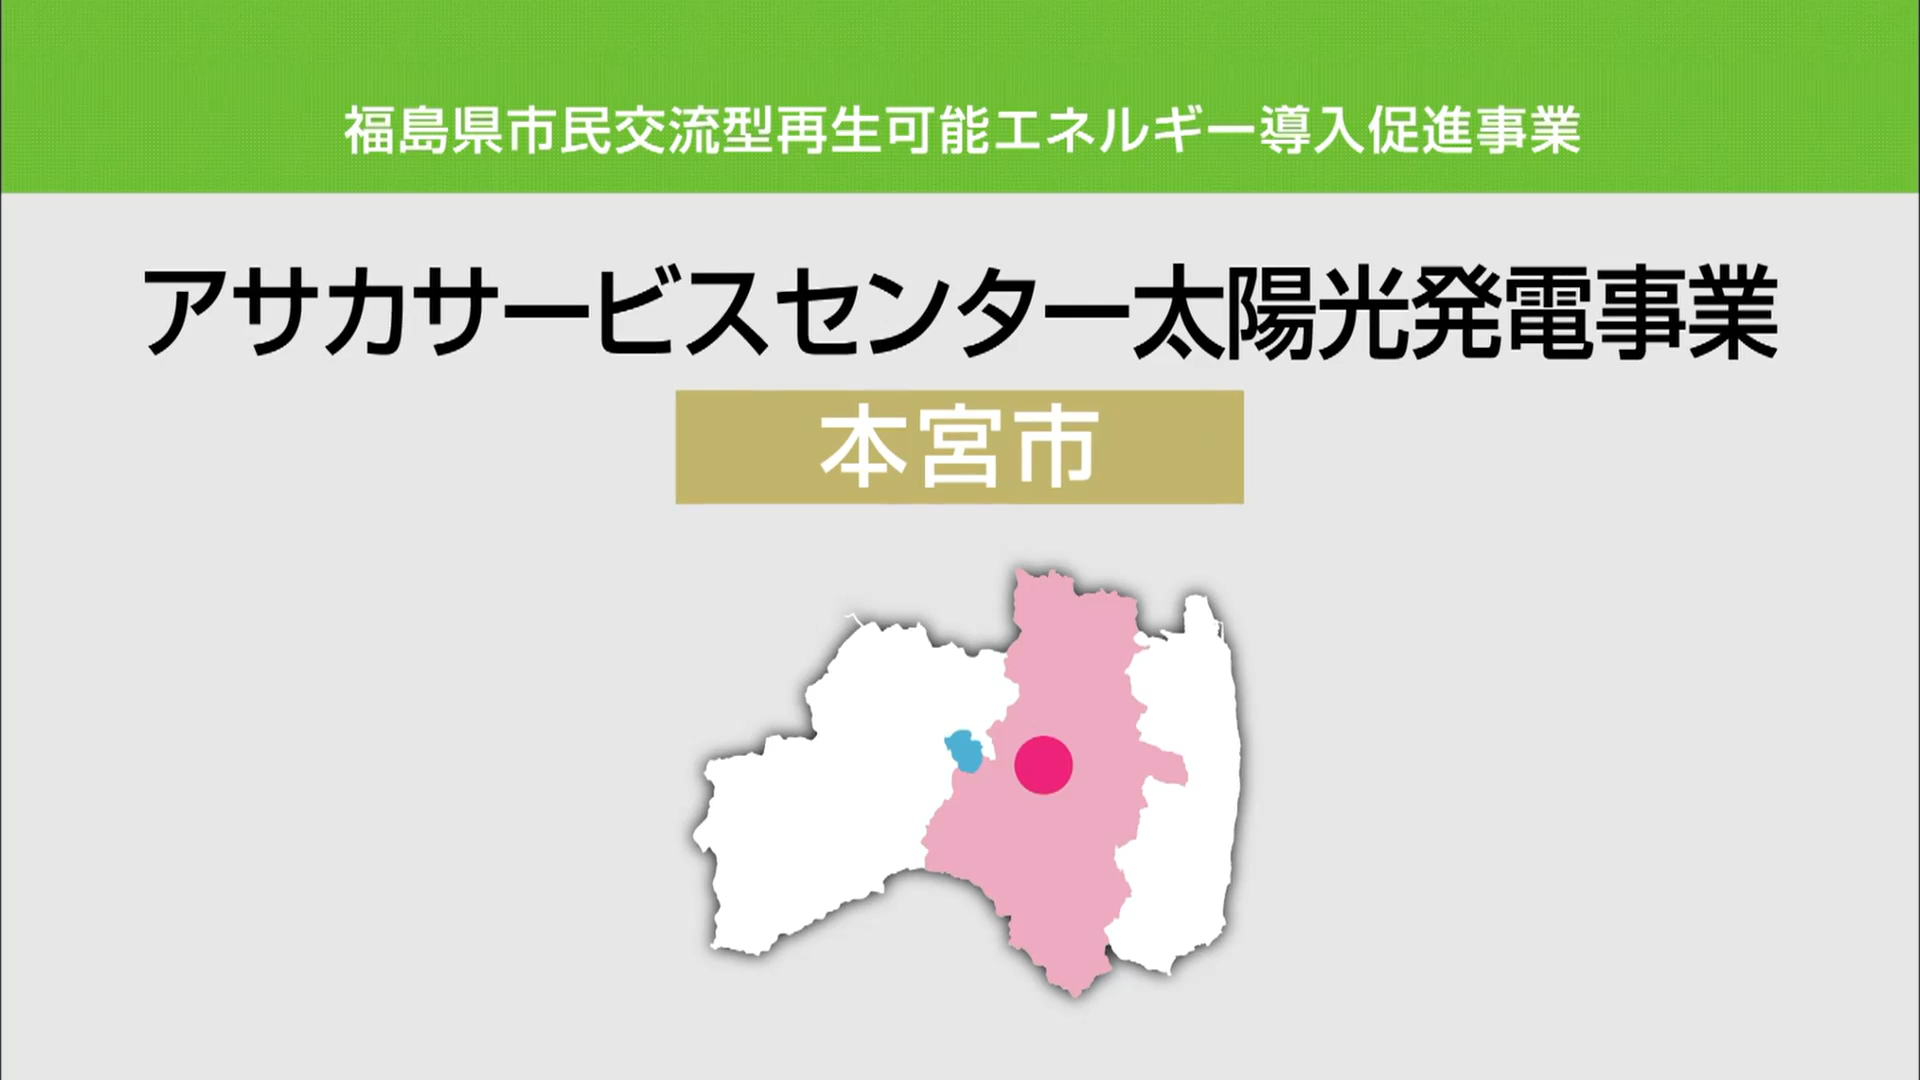 福島県市民交流型再生可能エネルギー導入促進事業
アサカサービスセンター太陽光発電事業
本宮市